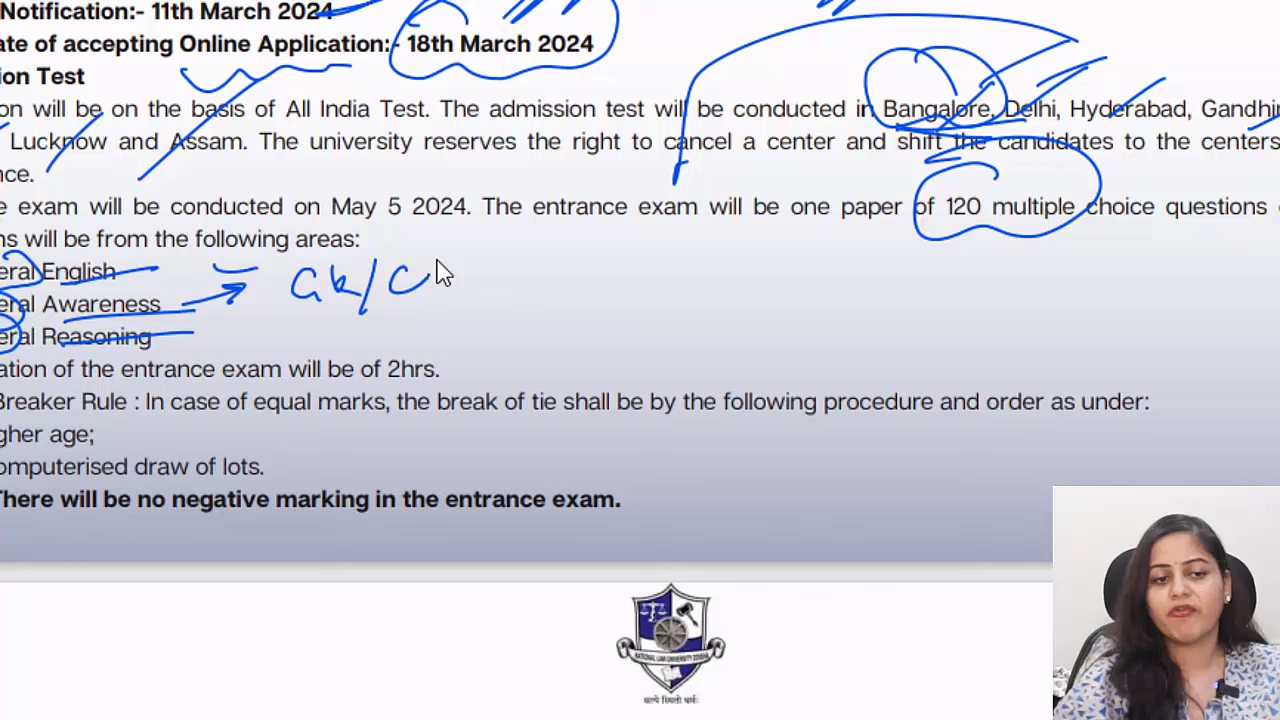 Notification:- 11th March 2024
ate of accepting Online Application:- 18th March 2024
ion Test
on will be on the basis of All India Test. The admission test will be conducted in Bangalore, Delhi, Hyderabad, Gandhin
Lucknow and Assam. The university reserves the right to cancel a center and shift the candidates to the centers
nce.
e exam will be conducted on May 5 2024. The entrance exam will be one paper of 120 multiple choice questions
ns will be from the following areas:
eral English
GK/C
eral Awareness
eral Reasoning
ation of the entrance exam will be of 2hrs.
Breaker Rule : In case of equal marks, the break of tie shall be by the following procedure and order as under:
gher age;
omputerised draw of lots.
There will be no negative marking in the entrance exam.
NATIONAL LAW UNIVERSITY ODISHA